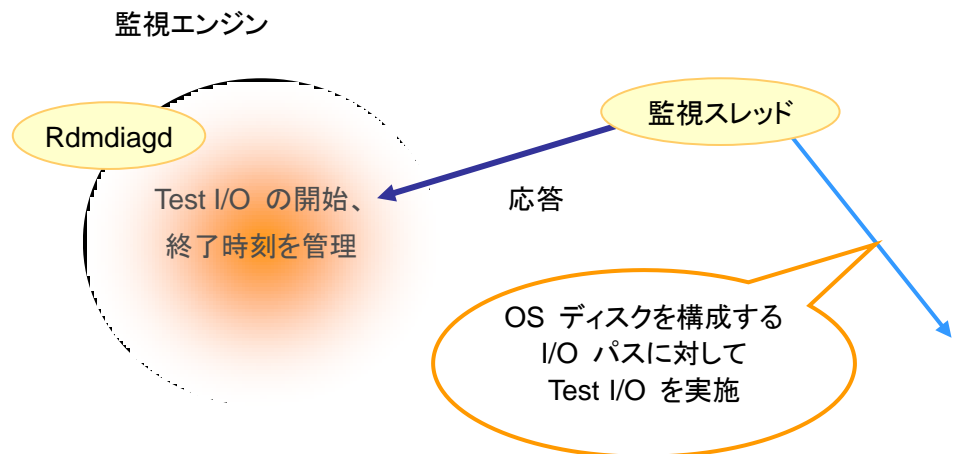 監視エンジン
Rdmdiagd
監視スレッド
Test I/O の開始、
終了時刻を管理
応答
OS ディスクを構成する
I/O パスに対して
Test I/O を実施